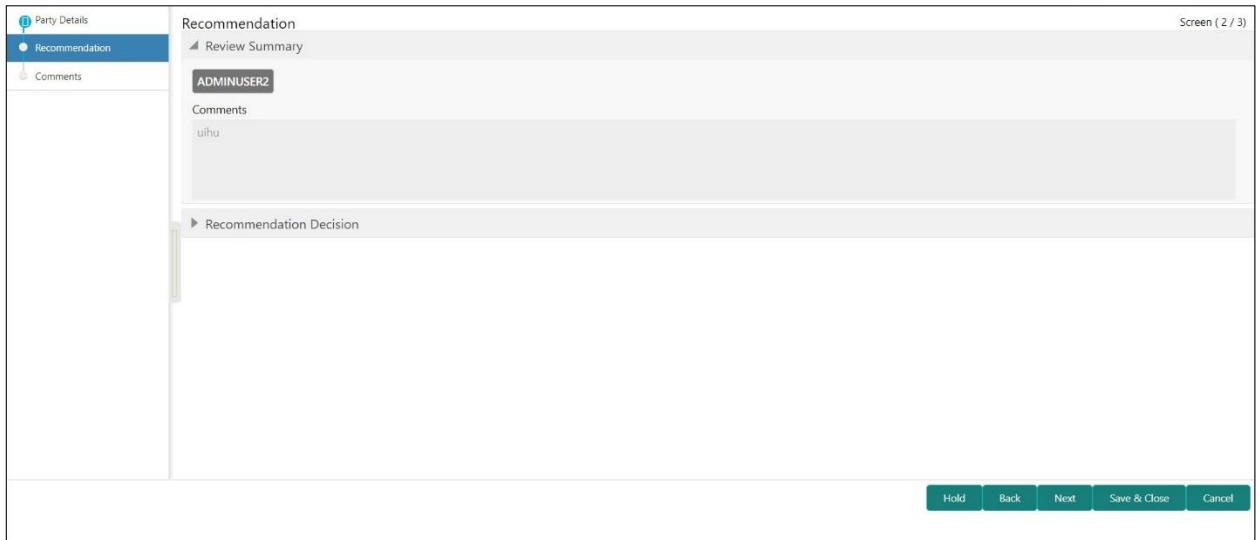 Party Details
Recommendation
Comments
Recommendation
Screen ( 2 / 3)
Review Summary
ADMINUSER2
Comments
uihu
Recommendation Decision
Hold
Back
Next
Save & Close
Cancel